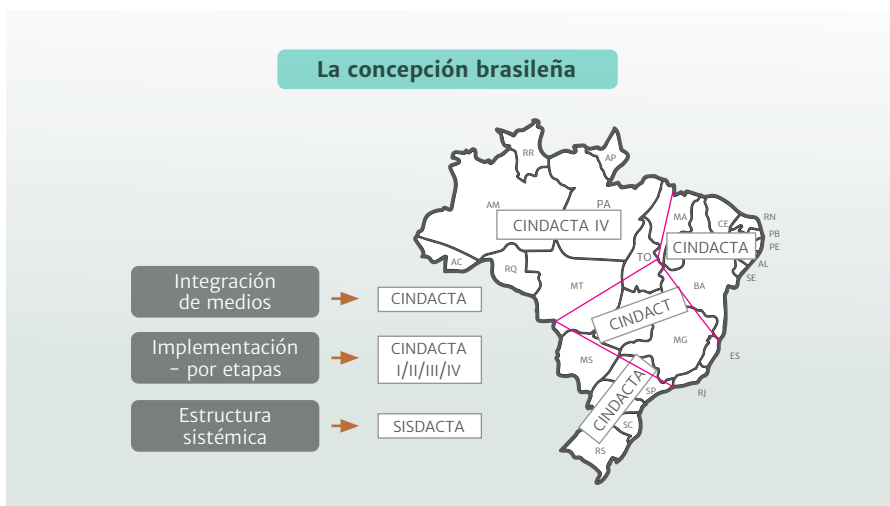 La concepción brasileña
RR
AP
AM
PA
MA
CE
RN
PB
PE
AL
SE
CINDACTA IV
CINDACTA
AC
RQ
TO
MT
BA
CINDACT
MG
ES
MS
SP
RJ
CINDACTA
SC
RS
Integración
de medios
CINDACTA
Implementación
– por etapas
CINDACTA
I/II/III/IV
Estructura
sistémica
SISDACTA